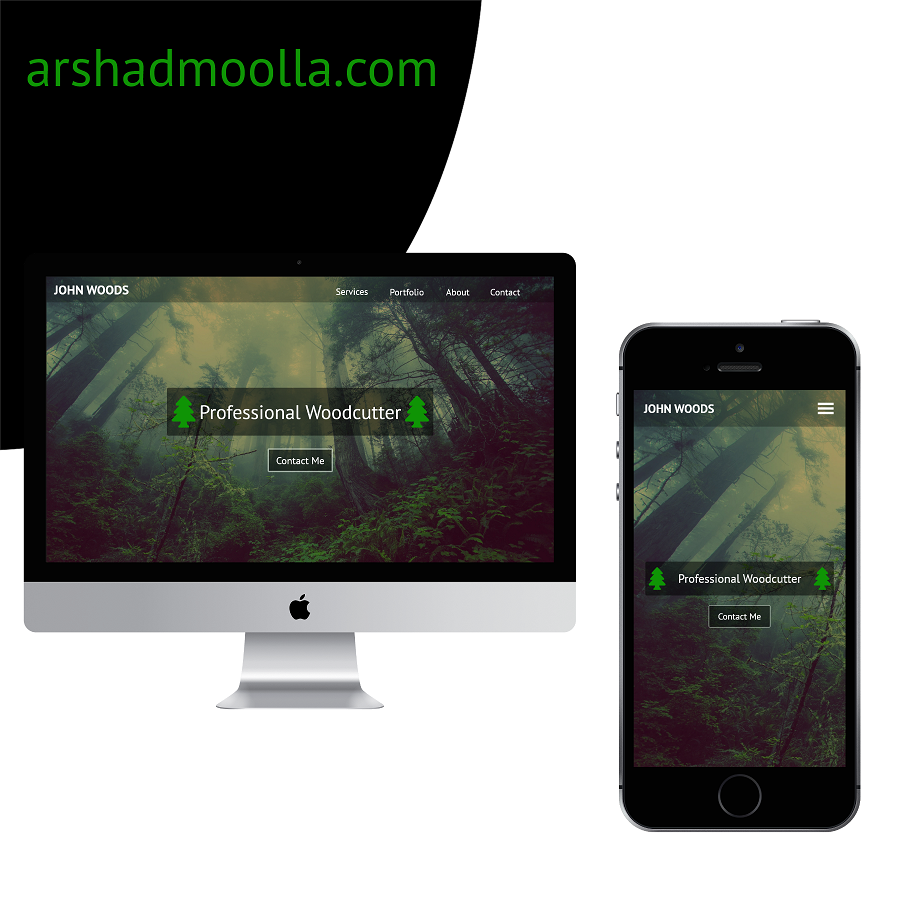 arshadmoolla.com
JOHN WOODS
Services Portfolio About Contact
Professional Woodcutter
Contact Me
JOHN WOODS
Professional Woodcutter
Contact Me